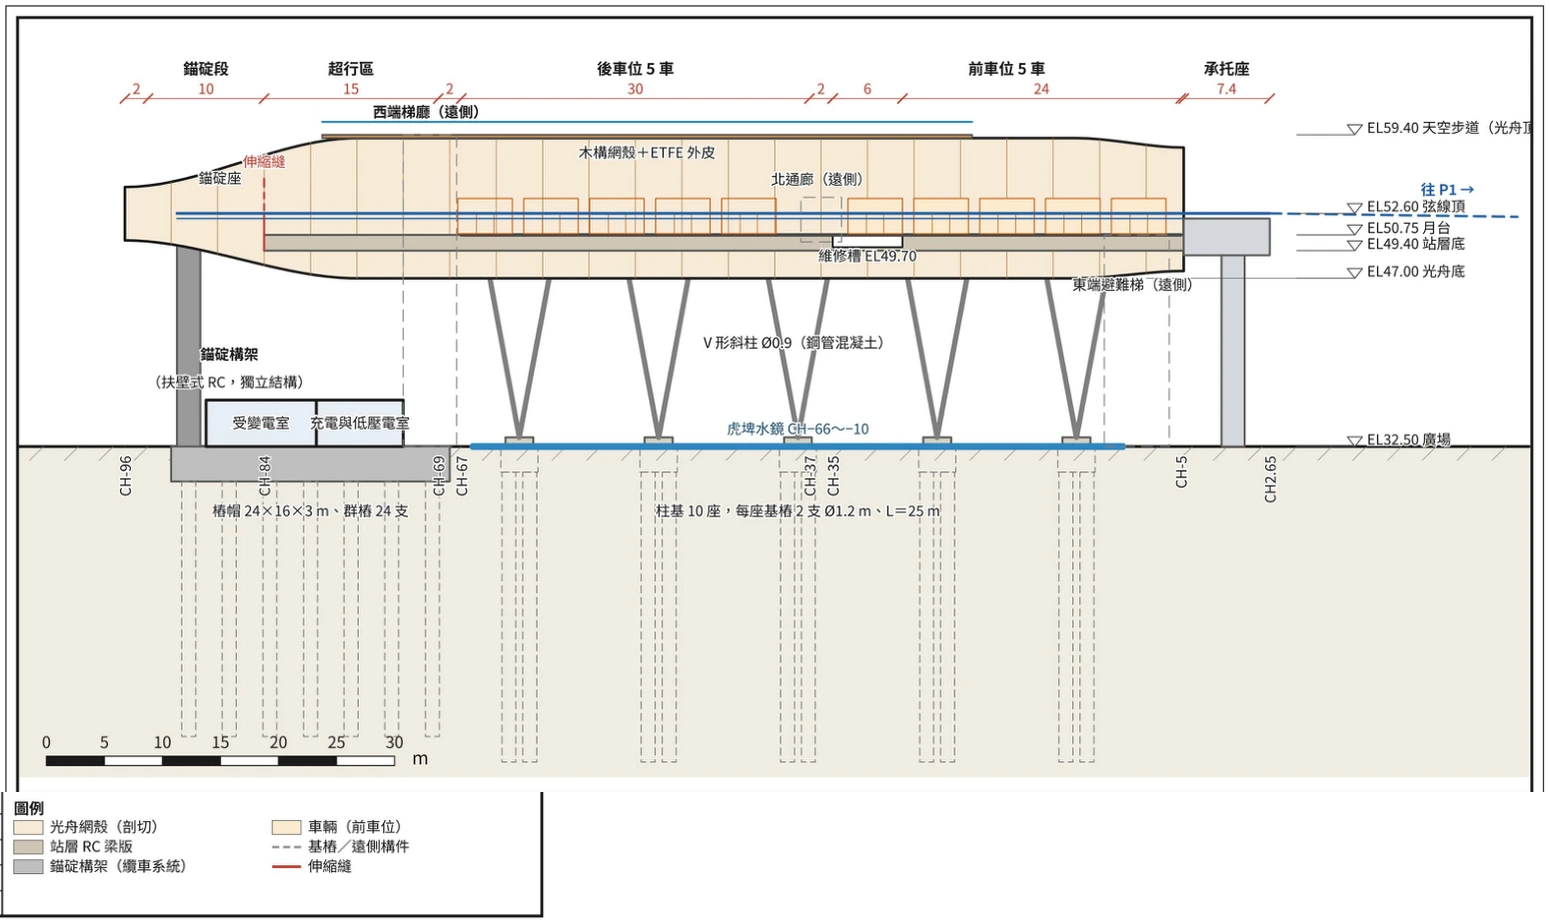 錨碇段
超行區
後車位 5 車
前車位 5 車
承托座
2
10
15
2
30
2
6
24
7.4
西端梯廳（遠側）
EL59.40 天空步道（光舟頂
木構網殼＋ETFE 外皮
伸縮縫
錨碇座
北通廊（遠側）
往 P1 →
EL52.60 弦線頂
EL50.75 月台
EL49.40 站層底
維修槽 EL49.70
EL47.00 光舟底
東端避難梯（遠側）
V 形斜柱 Ø0.9（鋼管混凝土）
錨碇構架
（扶壁式 RC，獨立結構）
受變電室
充電與低壓電室
虎埤水鏡 CH−66～−10
EL32.50 廣場
CH-96
CH-84
CH-69
CH-67
CH-37
CH-35
CH-5
CH2.65
樁帽 24×16×3 m、群樁 24 支
柱基 10 座，每座基樁 2 支 Ø1.2 m、L＝25 m
0 5 10 15 20 25 30 m
圖例
光舟網殼（剖切）
車輛（前車位）
站層 RC 梁版
基樁／遠側構件
錨碇構架（纜車系統）
伸縮縫